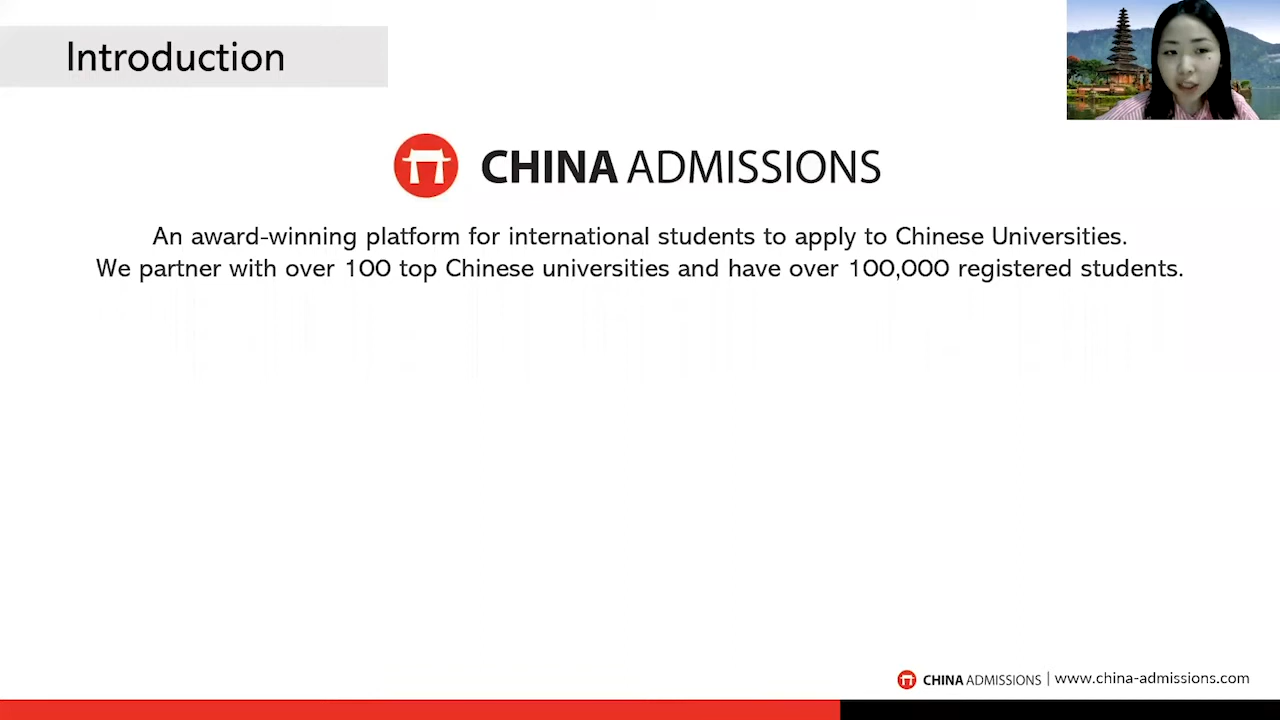 Introduction
CHINA ADMISSIONS
An award-winning platform for international students to apply to Chinese Universities.
We partner with over 100 top Chinese universities and have over 100,000 registered students.
CHINA ADMISSIONS | www.china-admissions.com